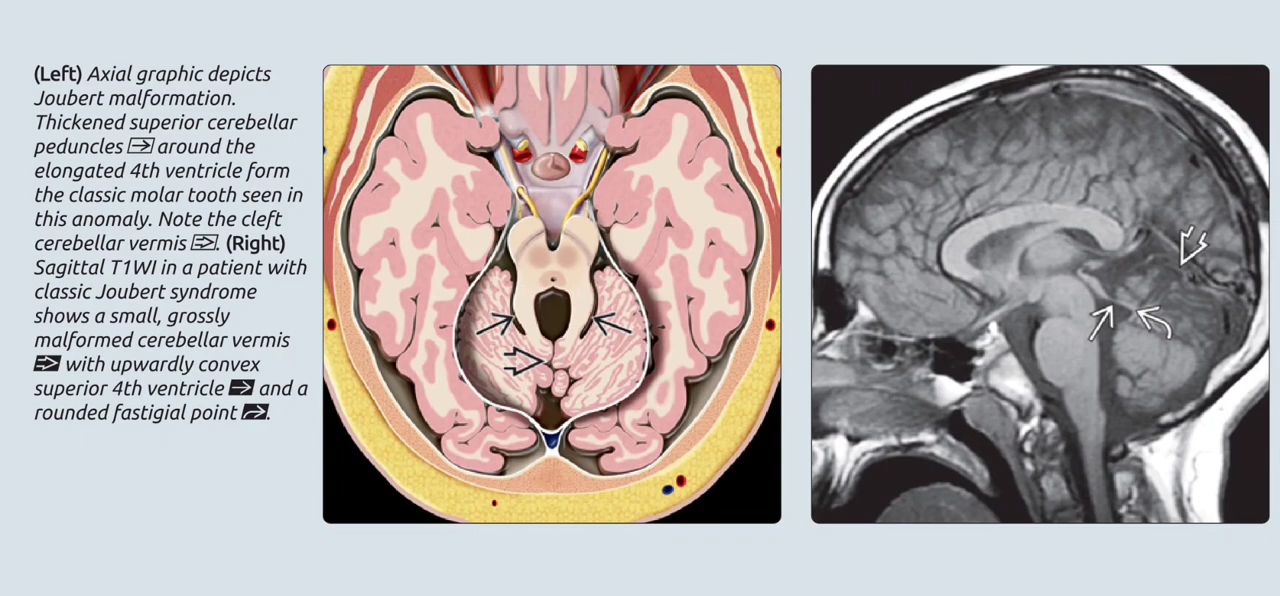 (Left) Axial graphic depicts
Joubert malformation.
Thickened superior cerebellar
peduncles around the
elongated 4th ventricle form
the classic molar tooth seen in
this anomaly. Note the cleft
cerebellar vermis . (Right)
Sagittal T1WI in a patient with
classic Joubert syndrome
shows a small, grossly
malformed cerebellar vermis
with upwardly convex
superior 4th ventricle and a
rounded fastigial point .